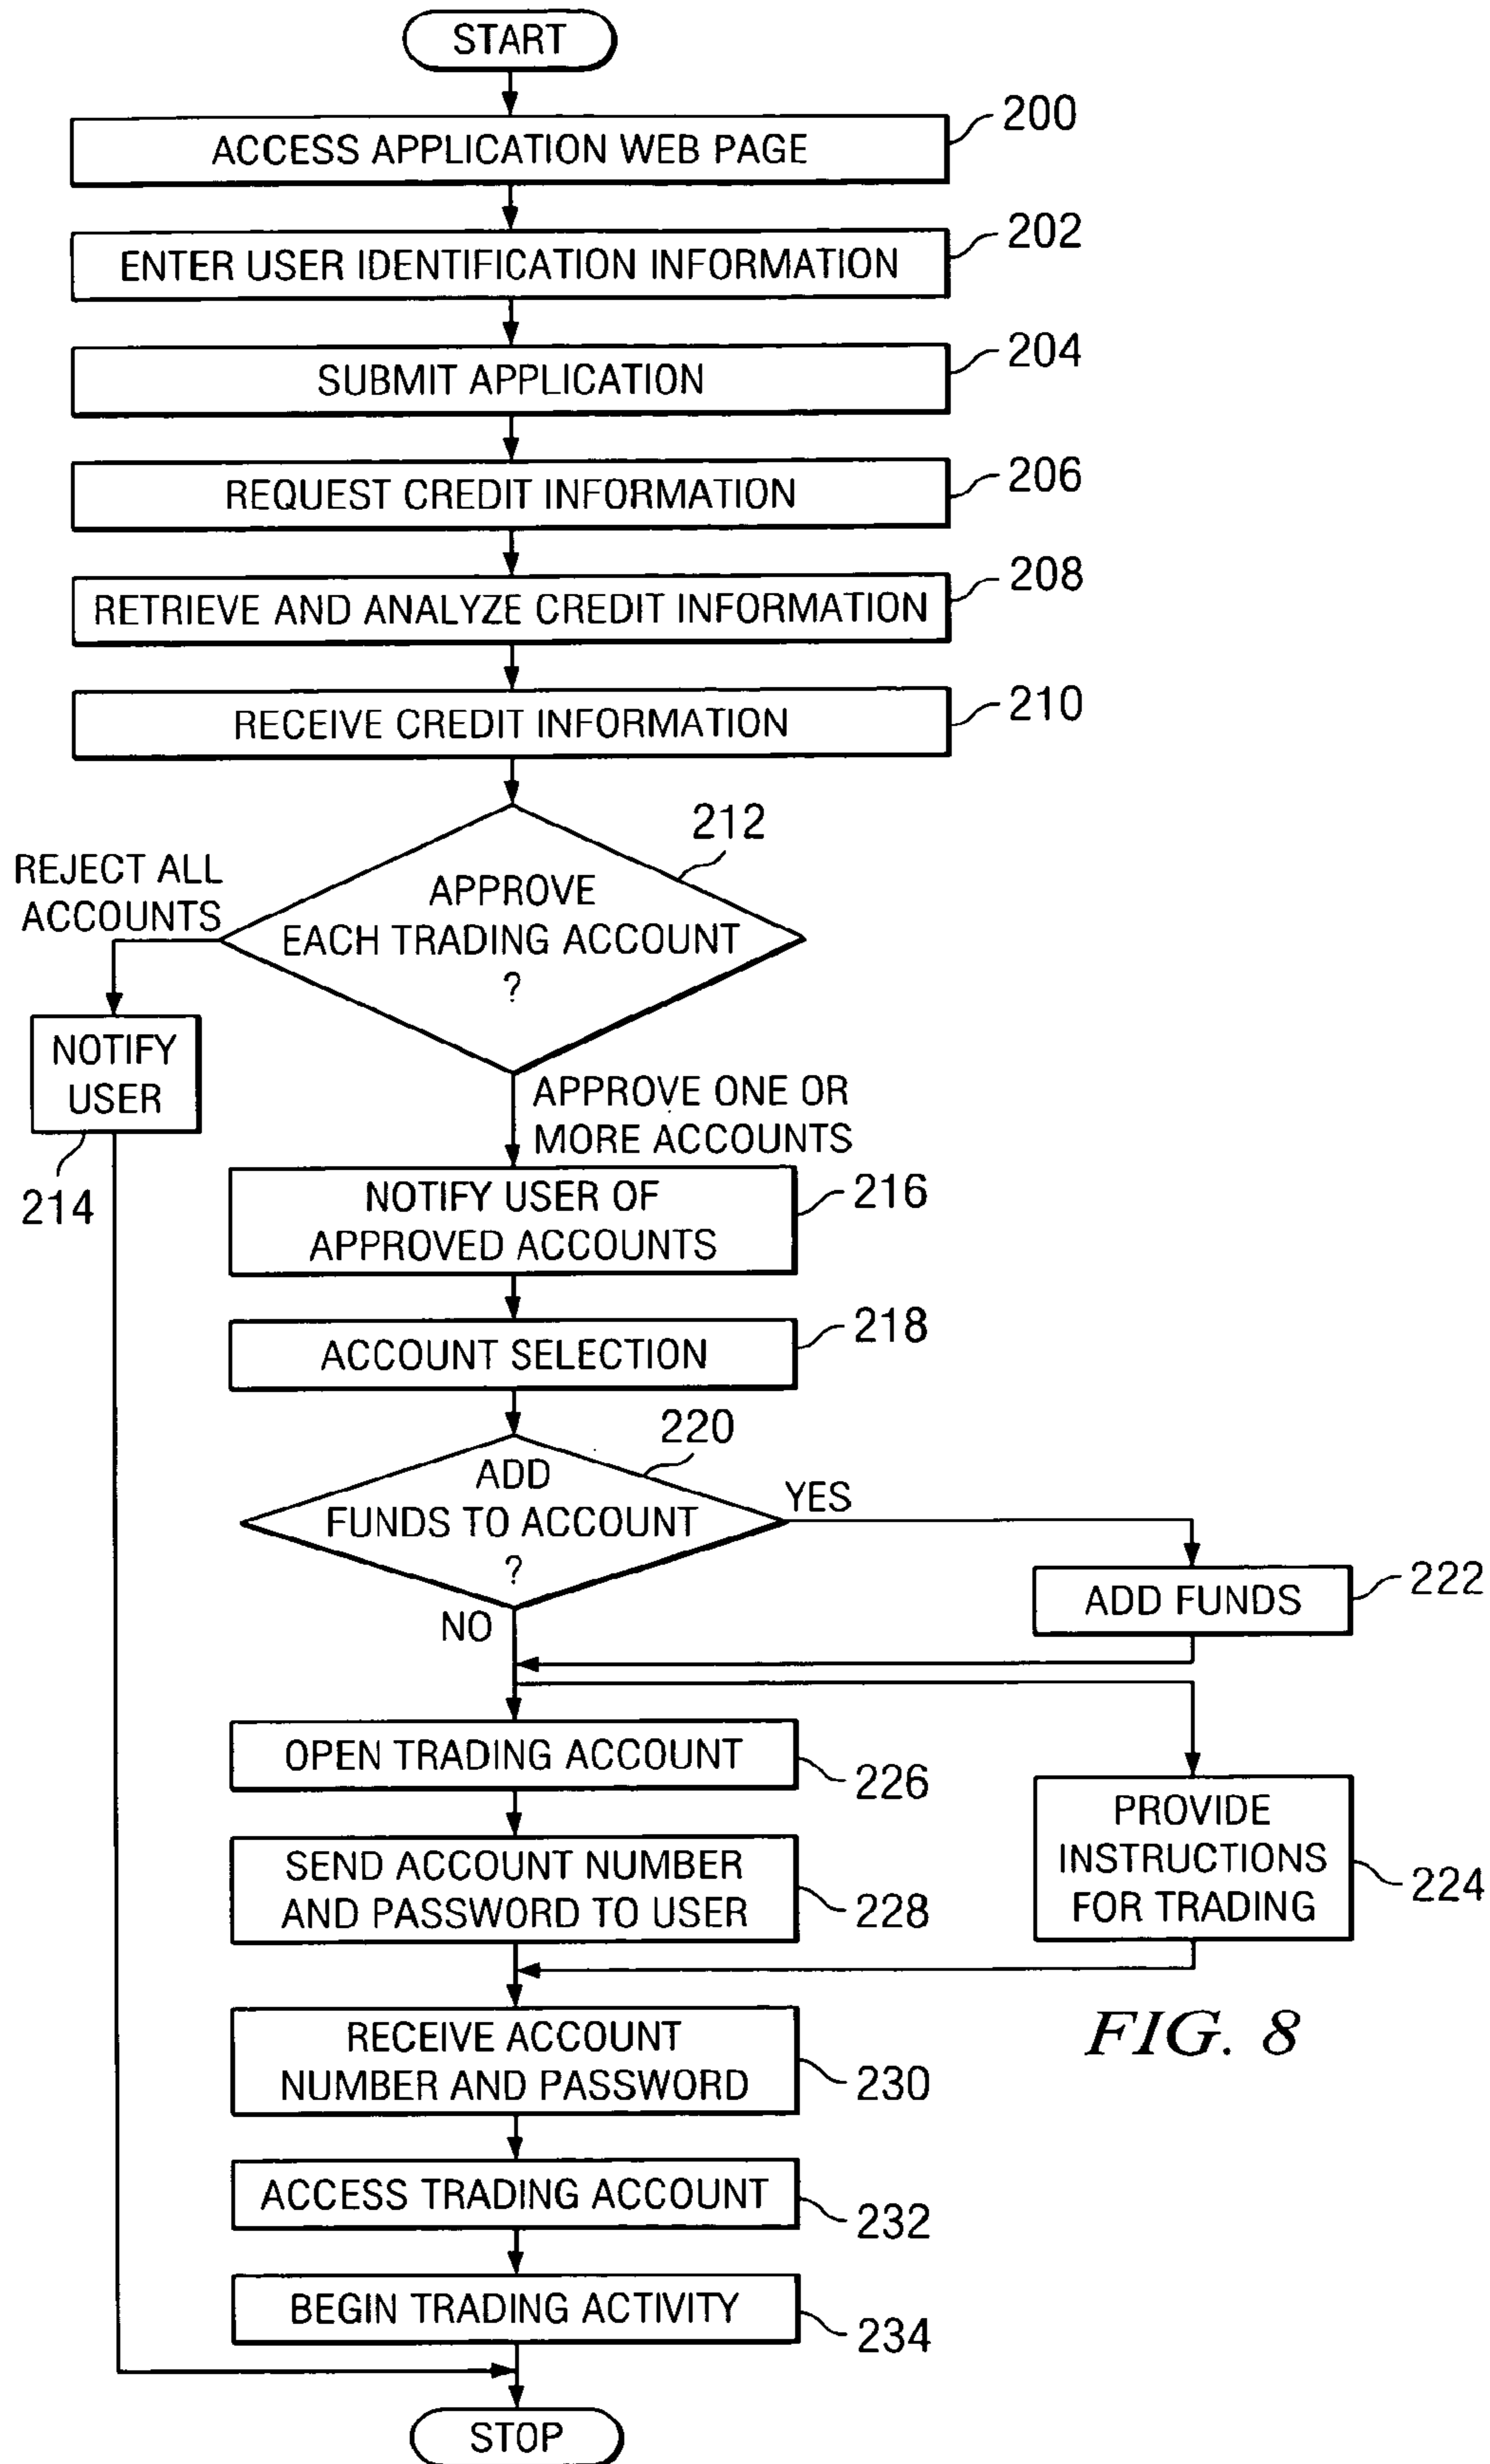 START
ACCESS APPLICATION WEB PAGE
200
ENTER USER IDENTIFICATION INFORMATION
202
SUBMIT APPLICATION
204
REQUEST CREDIT INFORMATION
206
RETRIEVE AND ANALYZE CREDIT INFORMATION
208
RECEIVE CREDIT INFORMATION
210
212
REJECT ALL
ACCOUNTS
APPROVE
EACH TRADING ACCOUNT
?
NOTIFY
USER
214
APPROVE ONE OR
MORE ACCOUNTS
NOTIFY USER OF
APPROVED ACCOUNTS
216
ACCOUNT SELECTION
218
220
ADD
FUNDS TO ACCOUNT
?
YES
ADD FUNDS
222
NO
OPEN TRADING ACCOUNT
226
PROVIDE
INSTRUCTIONS
FOR TRADING
224
SEND ACCOUNT NUMBER
AND PASSWORD TO USER
228
RECEIVE ACCOUNT
NUMBER AND PASSWORD
230
FIG. 8
ACCESS TRADING ACCOUNT
232
BEGIN TRADING ACTIVITY
234
STOP